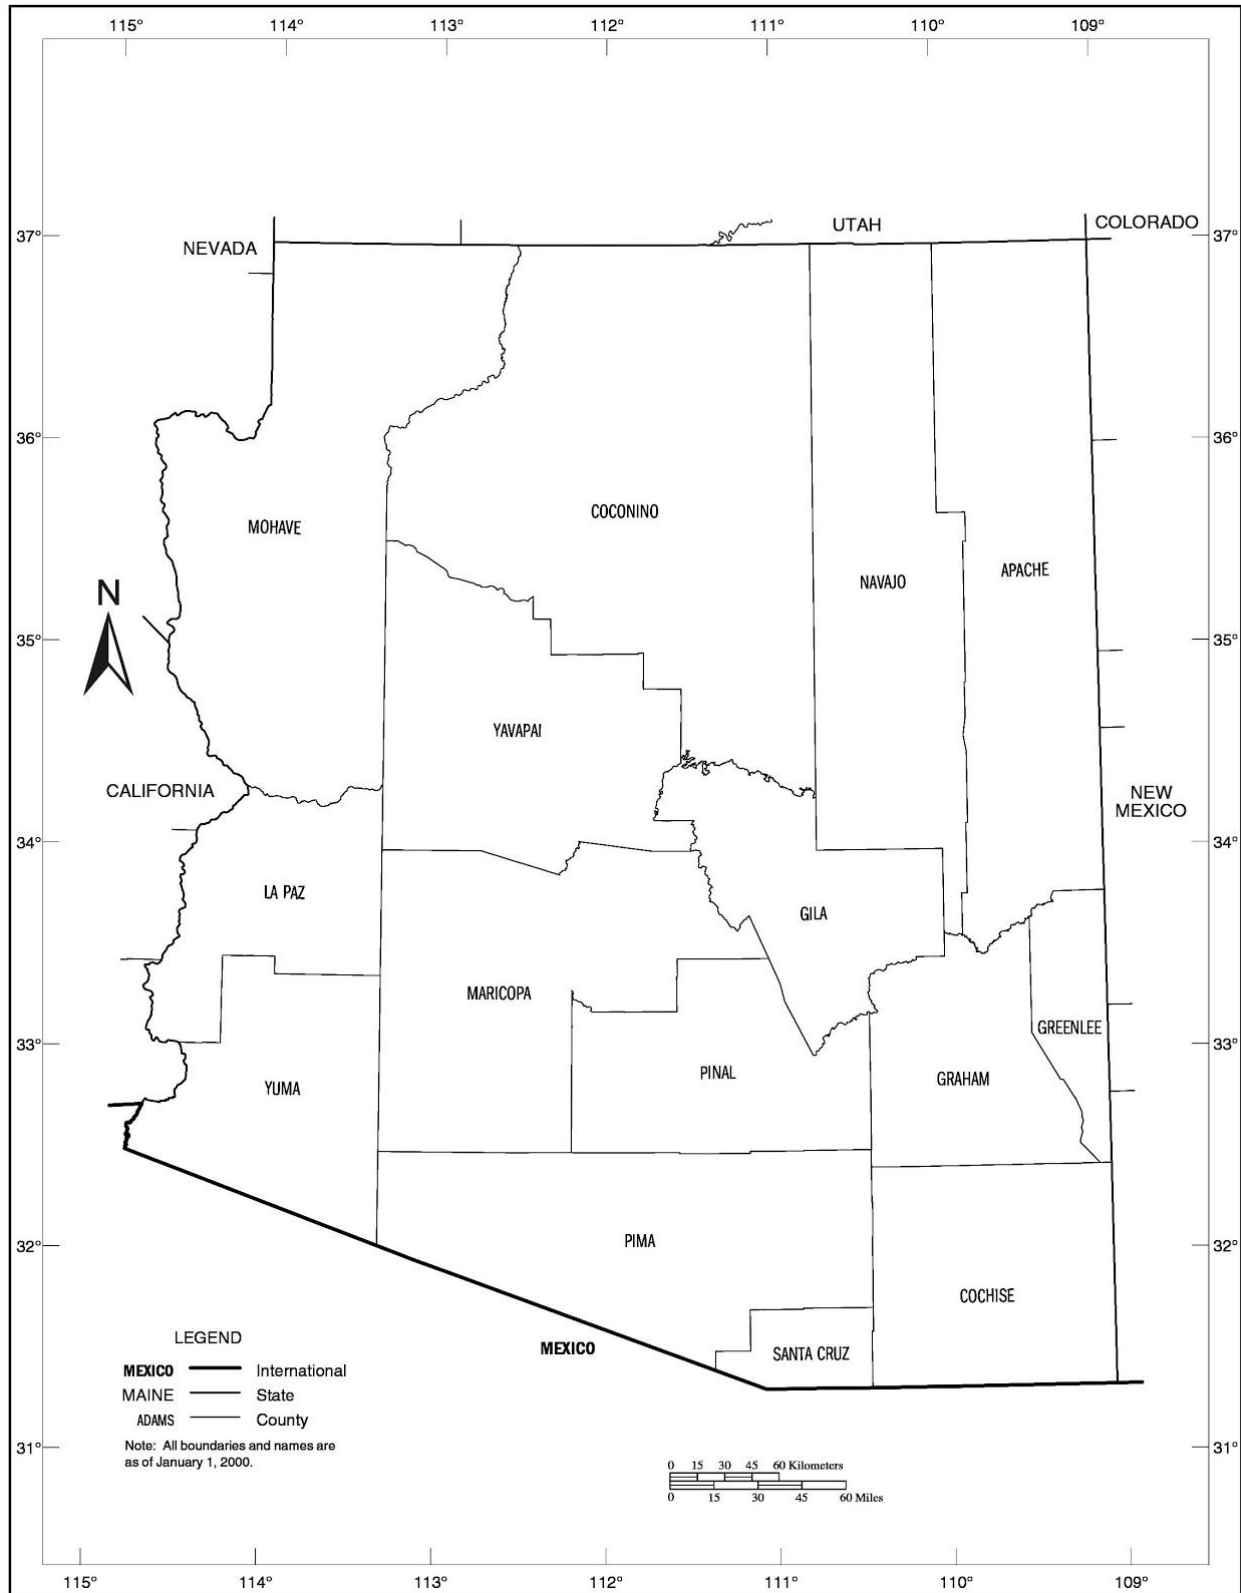 115° 114° 113° 112° 111° 110° 109°
UTAH
COLORADO
37°
NEVADA
37°
36°
36°
MOHAVE
COCONINO
NAVAJO
APACHE
N
35°
35°
YAVAPAI
CALIFORNIA
NEW
MEXICO
34°
34°
LA PAZ
GILA
MARICOPA
GREENLEE
33°
33°
YUMA
PINAL
GRAHAM
32°
32°
PIMA
COCHISE
SANTA CRUZ
MEXICO
LEGEND
MEXICO International
MAINE State
ADAMS County
Note: All boundaries and names are
as of January 1, 2000.
31°
31°
0 15 30 45 60 Kilometers
0 15 30 45 60 Miles
115° 114° 113° 112° 111° 110° 109°